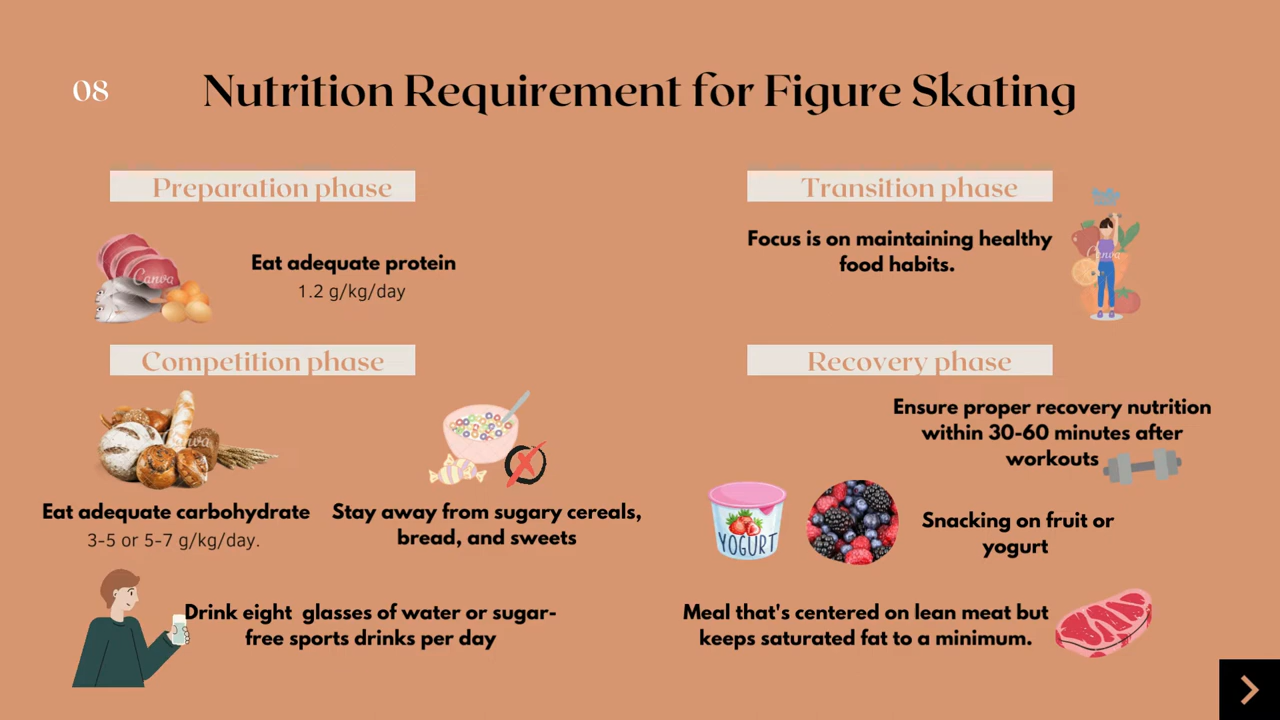 08
Nutrition Requirement for Figure Skating
Preparation phase
Canva
Eat adequate protein
1.2 g/kg/day
Competition phase
Canva
Eat adequate carbohydrate
3-5 or 5-7 g/kg/day.
Stay away from sugary cereals,
bread, and sweets
Drink eight glasses of water or sugar-
free sports drinks per day
Transition phase
Focus is on maintaining healthy
food habits.
Canva
Recovery phase
Ensure proper recovery nutrition
within 30-60 minutes after
workouts
YOGURT
Snacking on fruit or
yogurt
Meal that's centered on lean meat but
keeps saturated fat to a minimum.